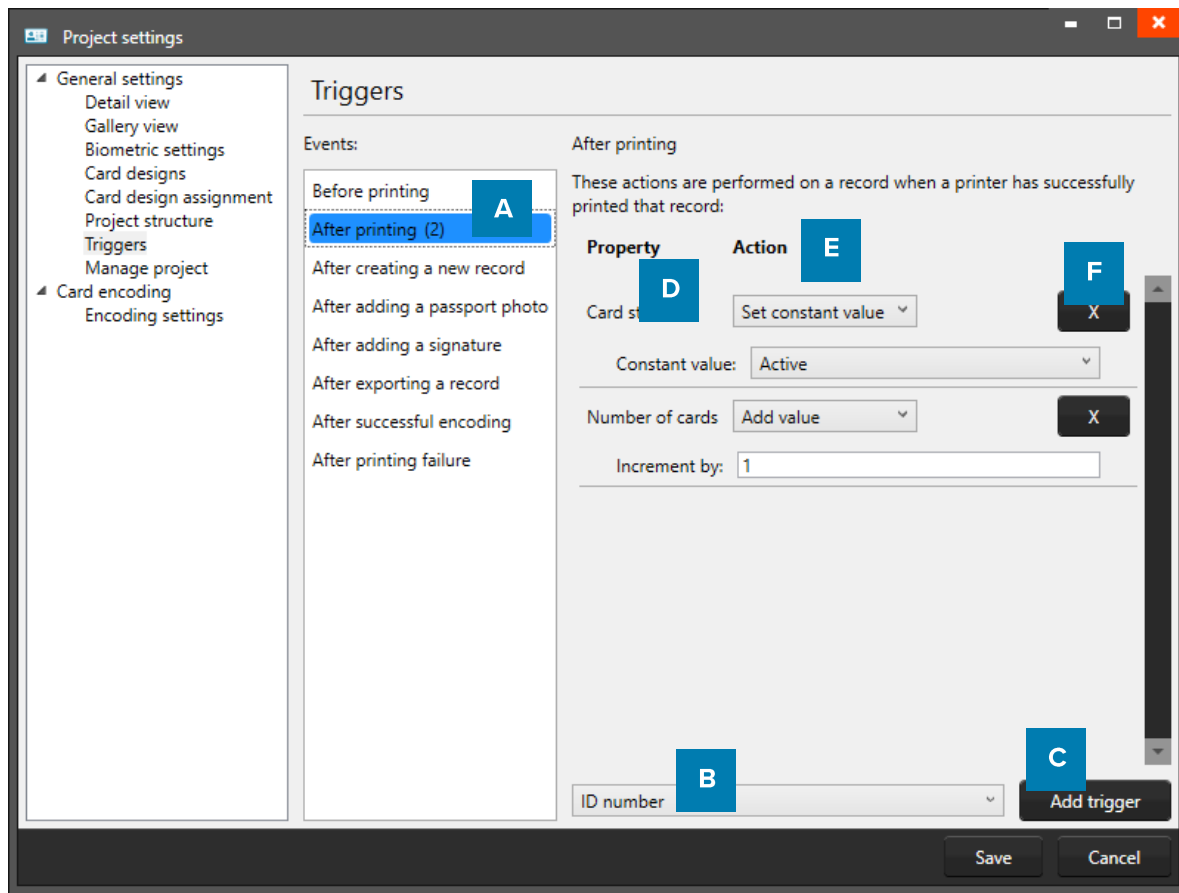 Project settings
General settings
Detail view
Gallery view
Biometric settings
Card designs
Card design assignment
Project structure
Triggers
Manage project
Card encoding
Encoding settings
Triggers
Events:
Before printing
A
After printing (2)
After creating a new record
After adding a passport photo
After adding a signature
After exporting a record
After successful encoding
After printing failure
After printing
These actions are performed on a record when a printer has successfully
printed that record:
Property Action E
D F
Card Set constant value X
Constant value: Active
Number of cards Add value X
Increment by: 1
B C
ID number Add trigger
Save Cancel